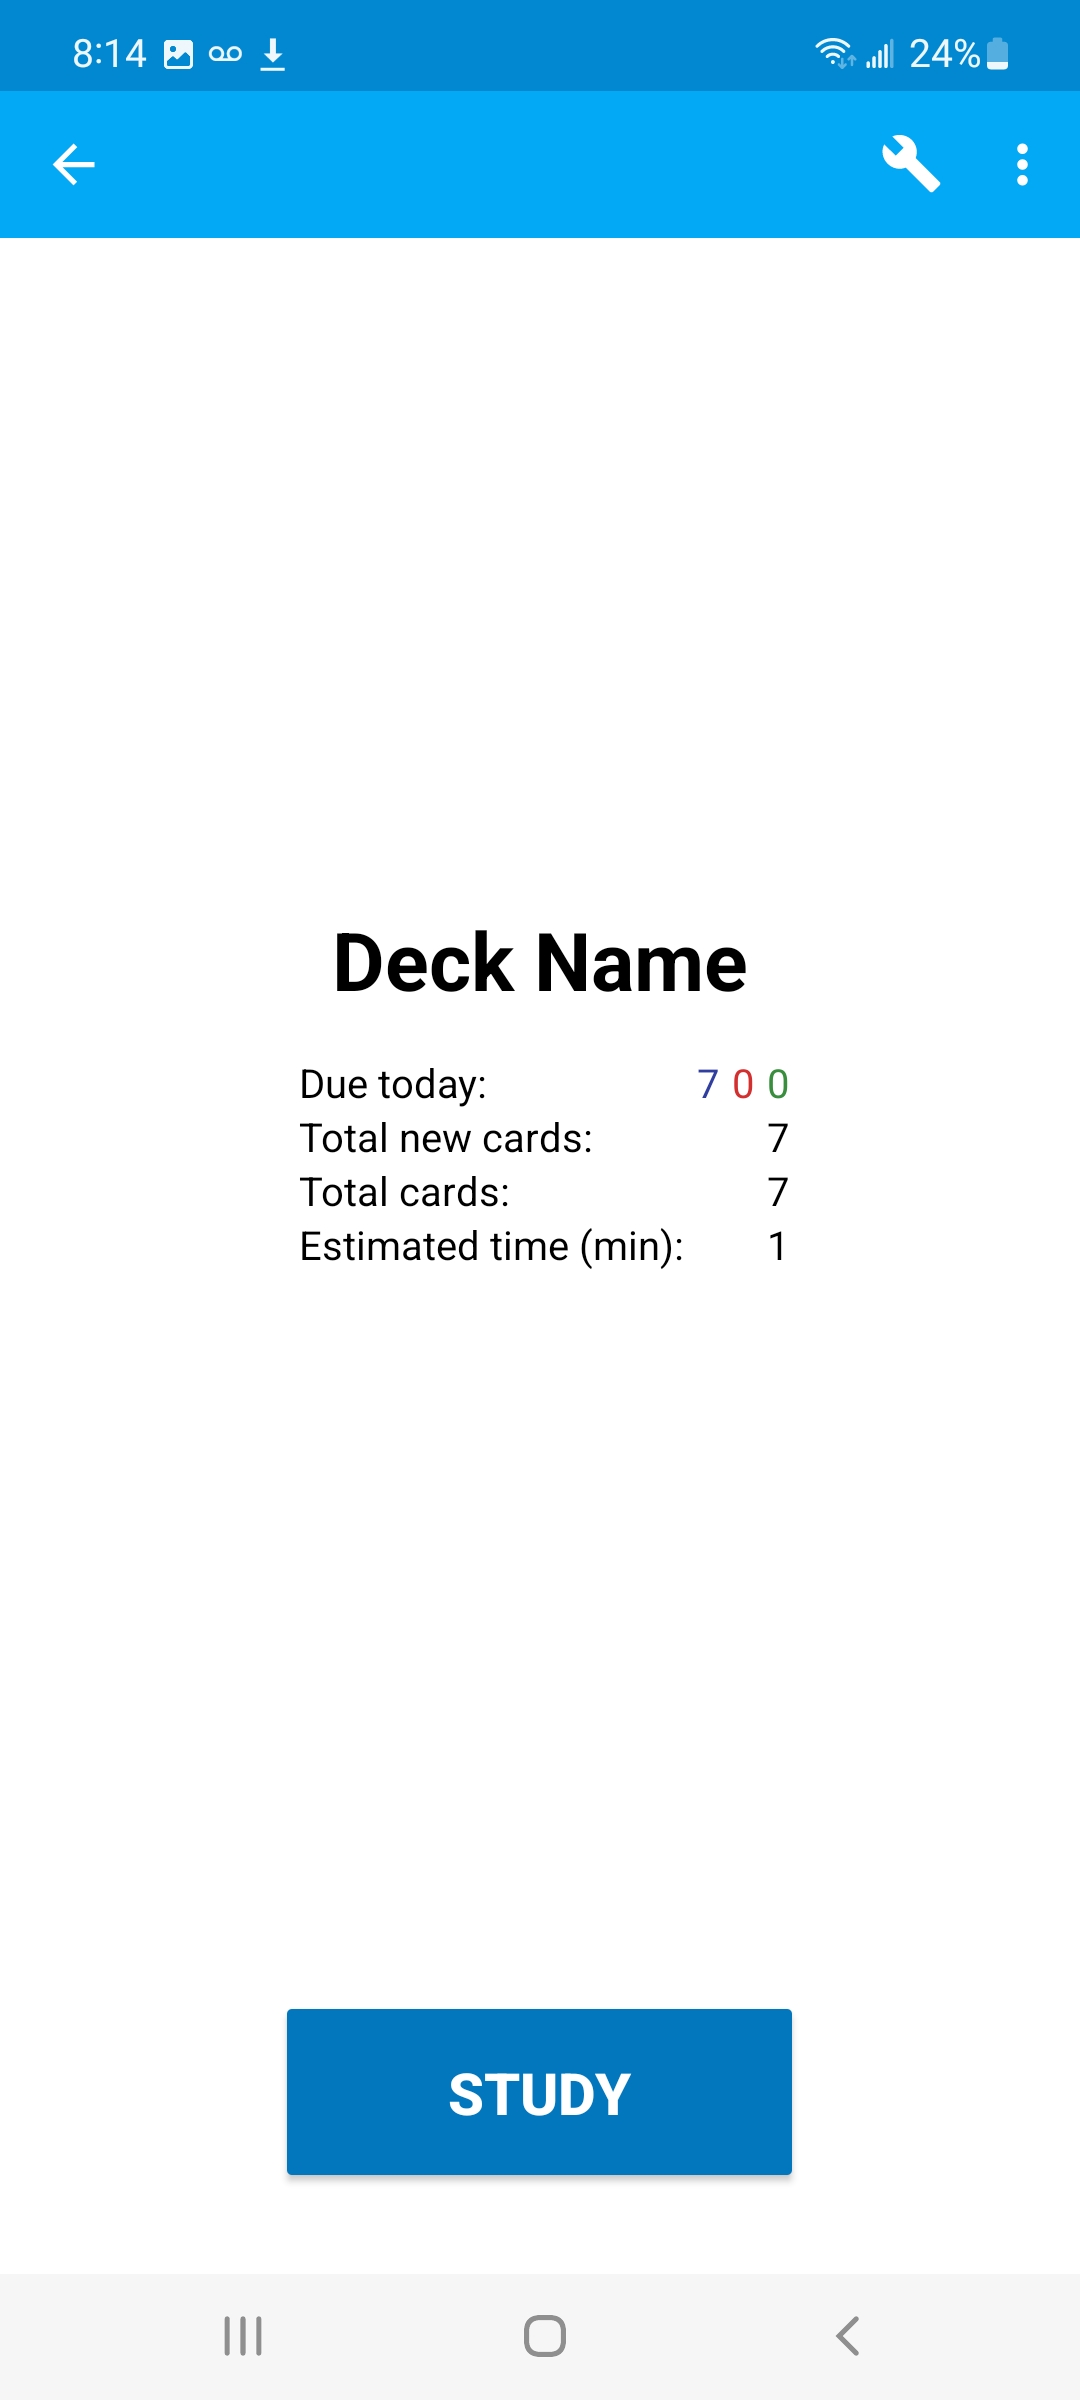 8:14 24%
Deck Name
Due today: 7 0 0
Total new cards: 7
Total cards: 7
Estimated time (min): 1
STUDY